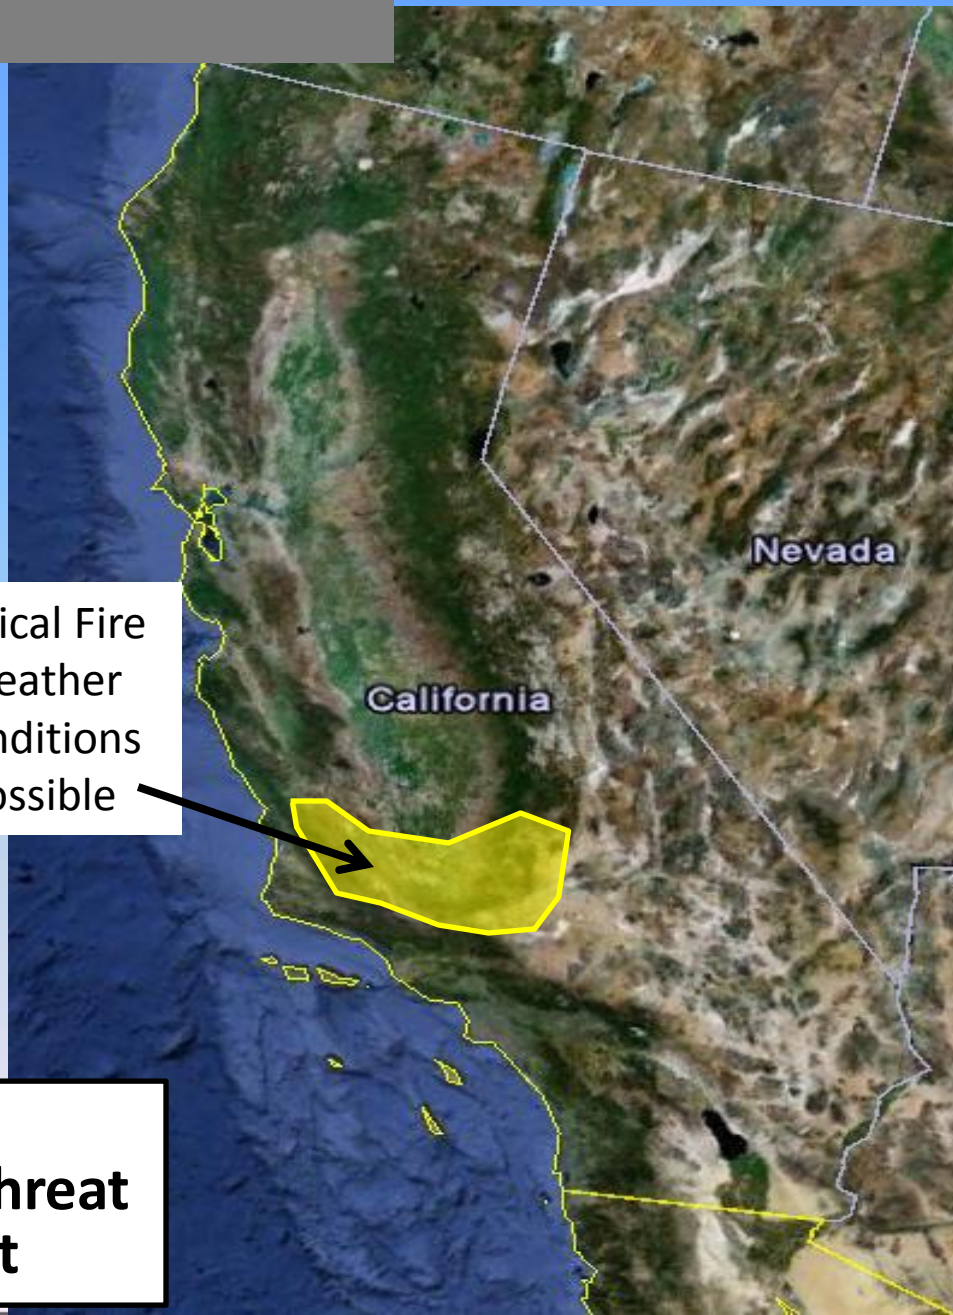 Nevada
ical Fire
eather
nditions
ossible
California
hreat
t